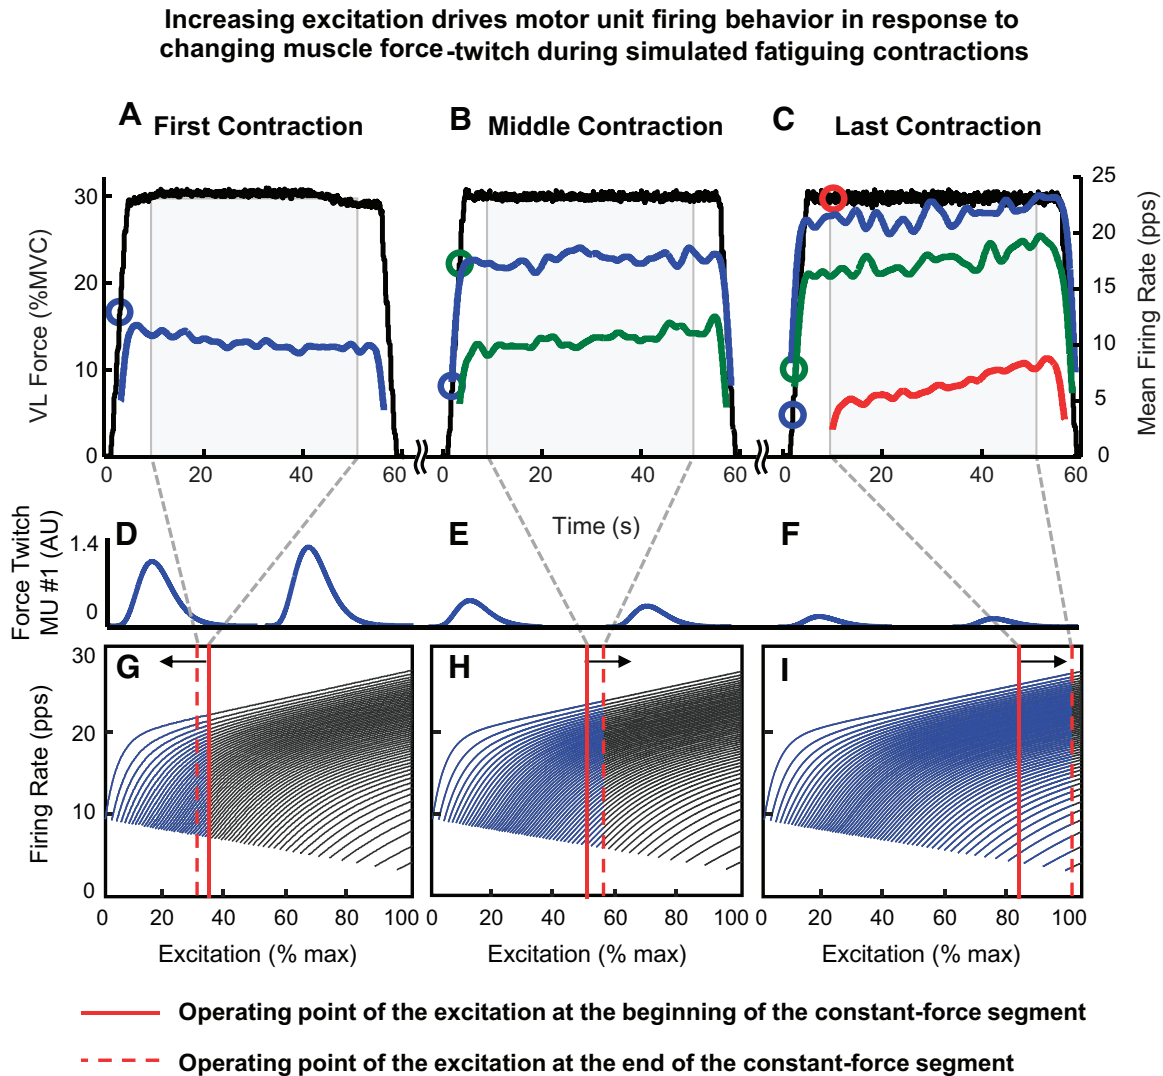 Increasing excitation drives motor unit firing behavior in response to
changing muscle force-twitch during simulated fatiguing contractions
A First Contraction
B Middle Contraction
C Last Contraction
VL Force (%MVC)
30
20
10
0
0 20 40 60
0 20 40 60
0 20 40 60
25
20
15
10
5
0
Mean Firing Rate (pps)
Time (s)
D
E
F
Force Twitch
MU #1 (AU)
1.4
0
G
H
I
Firing Rate (pps)
30
20
10
0
0 20 40 60 80 100
0 20 40 60 80 100
0 20 40 60 80 100
Excitation (% max)
Excitation (% max)
Excitation (% max)
Operating point of the excitation at the beginning of the constant-force segment
Operating point of the excitation at the end of the constant-force segment